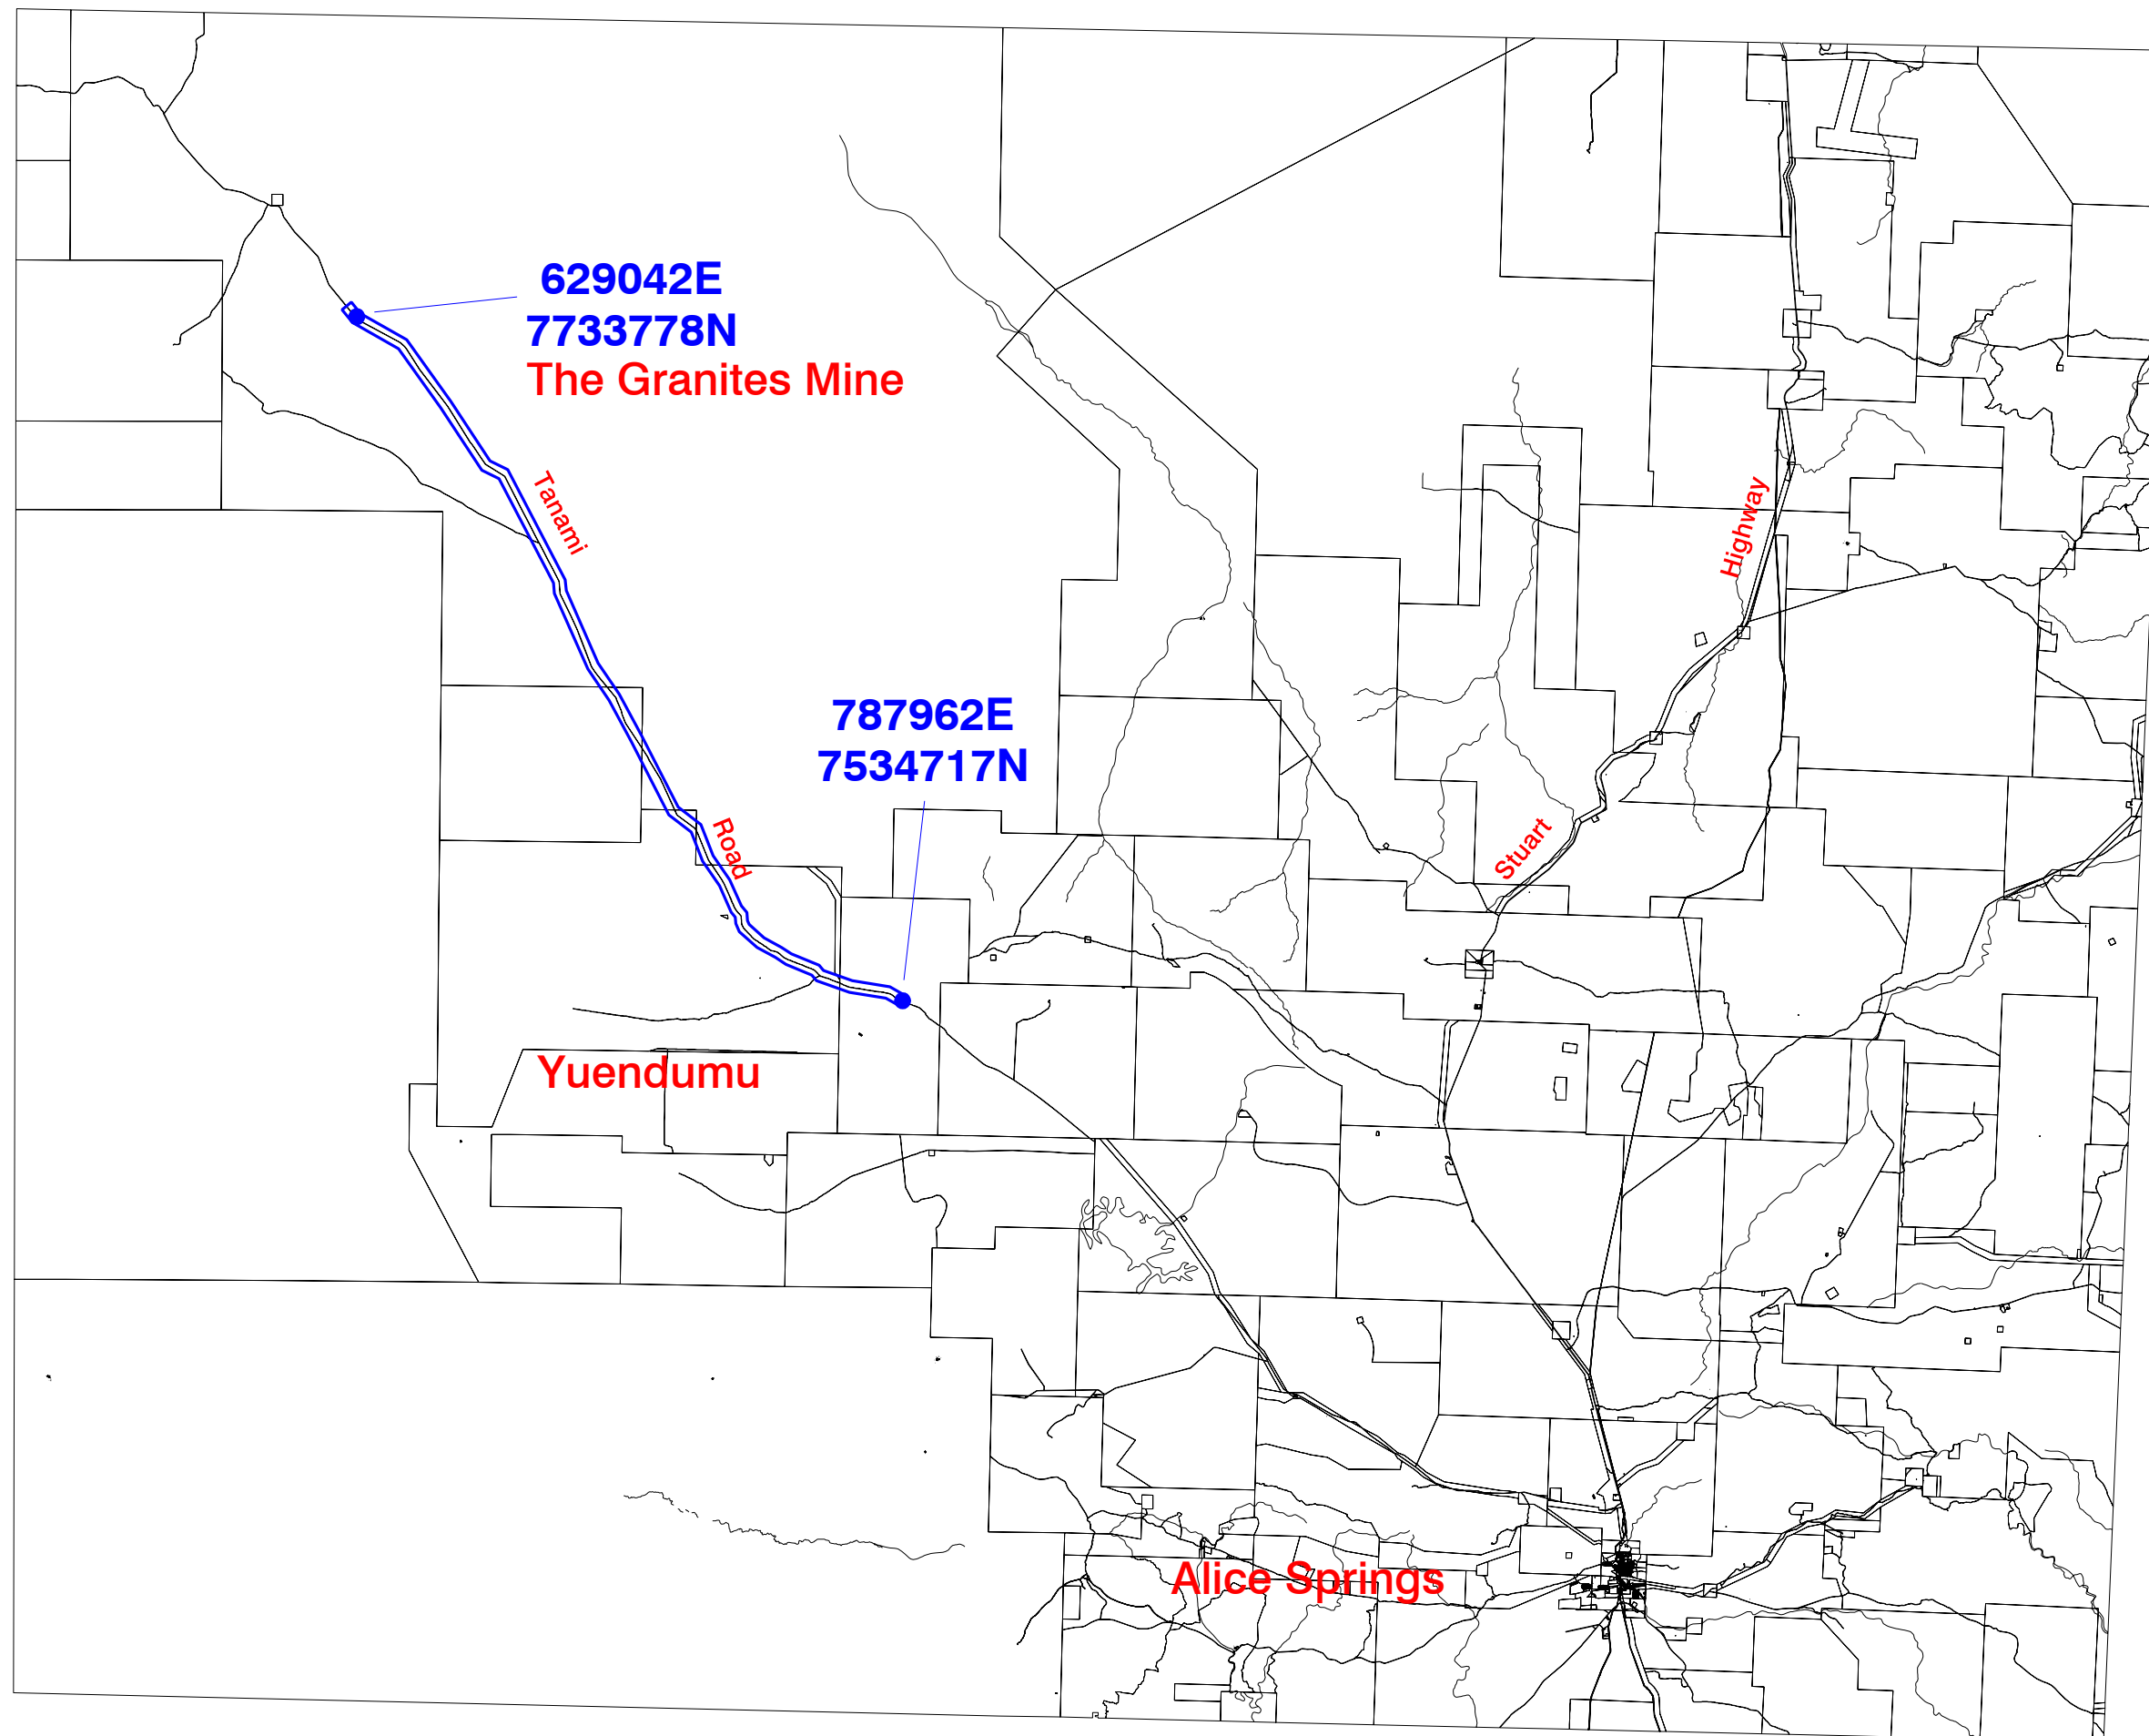 629042E
7733778N
The Granites Mine
Tanami
Highway
787962E
7534717N
Road
Stuart
Yuendumu
Alice Springs